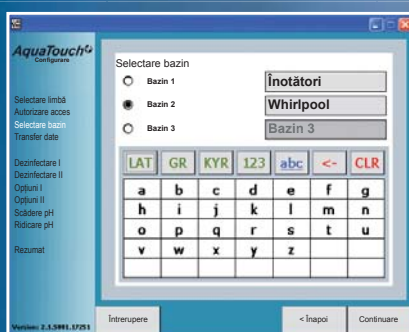 AquaTouch
Configurare
Selectare limbă
Autorizare acces
Selectare bazin
Transfer date
Dezinfectare I
Dezinfectare II
Opțiuni I
Opțiuni II
Scădere pH
Ridicare pH
Rezumat
Selectare bazin
Bazin 1 Înotători
Bazin 2 Whirlpool
Bazin 3 Bazin 3
LAT GR KYR 123 abc <- CLR
a b c d e f g
h i j k l m n
o p q r s t u
v w x y z
Întrerupere < Înapoi Continuare
Version: 2.1.5001.17251